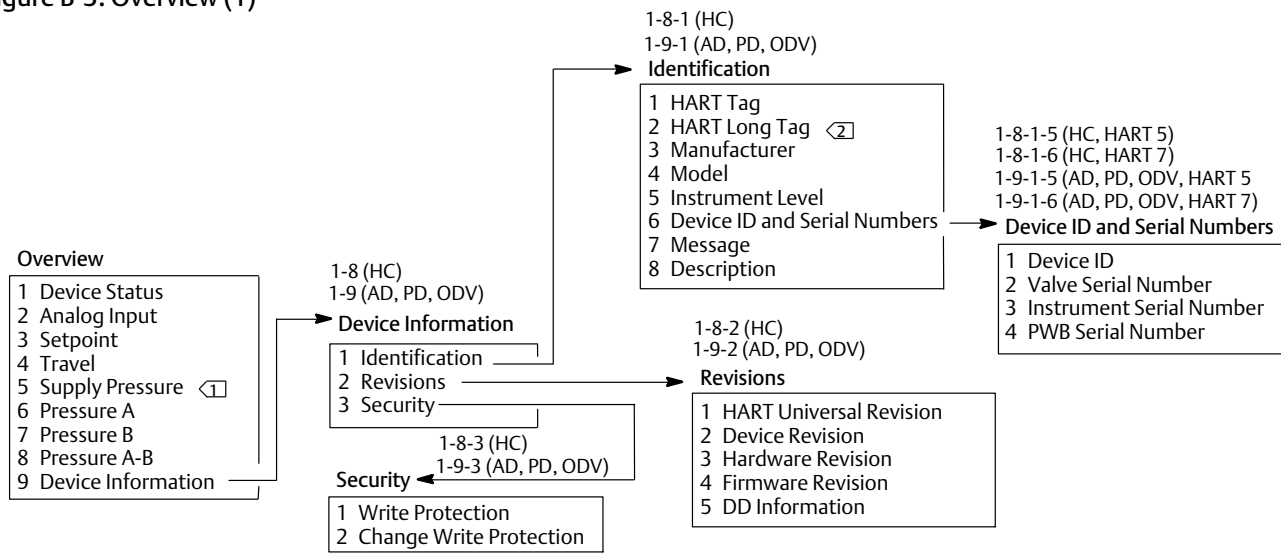 Figure B-3. Overview (1)
1-8-1 (HC)
1-9-1 (AD, PD, ODV)
Identification
1 HART Tag
2 HART Long Tag 2
3 Manufacturer
4 Model
5 Instrument Level
6 Device ID and Serial Numbers
7 Message
8 Description
1-8-1-5 (HC, HART 5)
1-8-1-6 (HC, HART 7)
1-9-1-5 (AD, PD, ODV, HART 5
1-9-1-6 (AD, PD, ODV, HART 7)
Device ID and Serial Numbers
1 Device ID
2 Valve Serial Number
3 Instrument Serial Number
4 PWB Serial Number
Overview
1 Device Status
2 Analog Input
3 Setpoint
4 Travel
5 Supply Pressure 1
6 Pressure A
7 Pressure B
8 Pressure A-B
9 Device Information
1-8 (HC)
1-9 (AD, PD, ODV)
Device Information
1 Identification
2 Revisions
3 Security
1-8-2 (HC)
1-9-2 (AD, PD, ODV)
Revisions
1 HART Universal Revision
2 Device Revision
3 Hardware Revision
4 Firmware Revision
5 DD Information
1-8-3 (HC)
1-9-3 (AD, PD, ODV)
Security
1 Write Protection
2 Change Write Protection